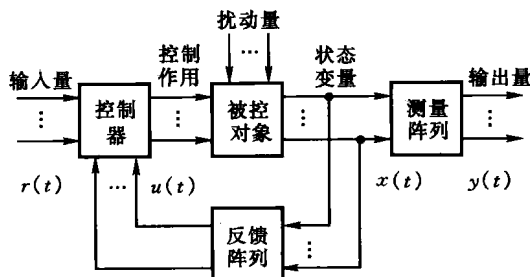 扰动量
…
输入量
⋮
控制器
控制作用
⋮
被控对象
状态变量
⋮
测量阵列
输出量
⋮
r(t)
…
u(t)
x(t)
y(t)
反馈阵列
⋮